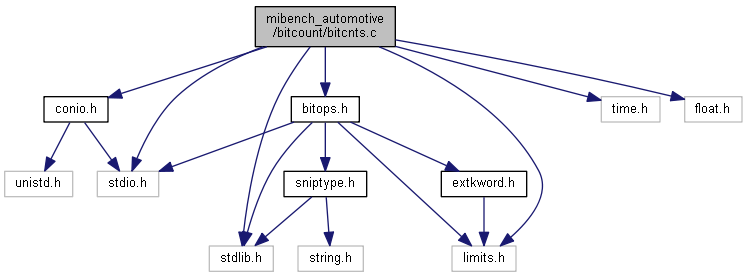 mibench_automotive
/bitcount/bitcnts.c
conio.h
bitops.h
time.h
float.h
unistd.h
stdio.h
sniptype.h
extkword.h
stdlib.h
string.h
limits.h